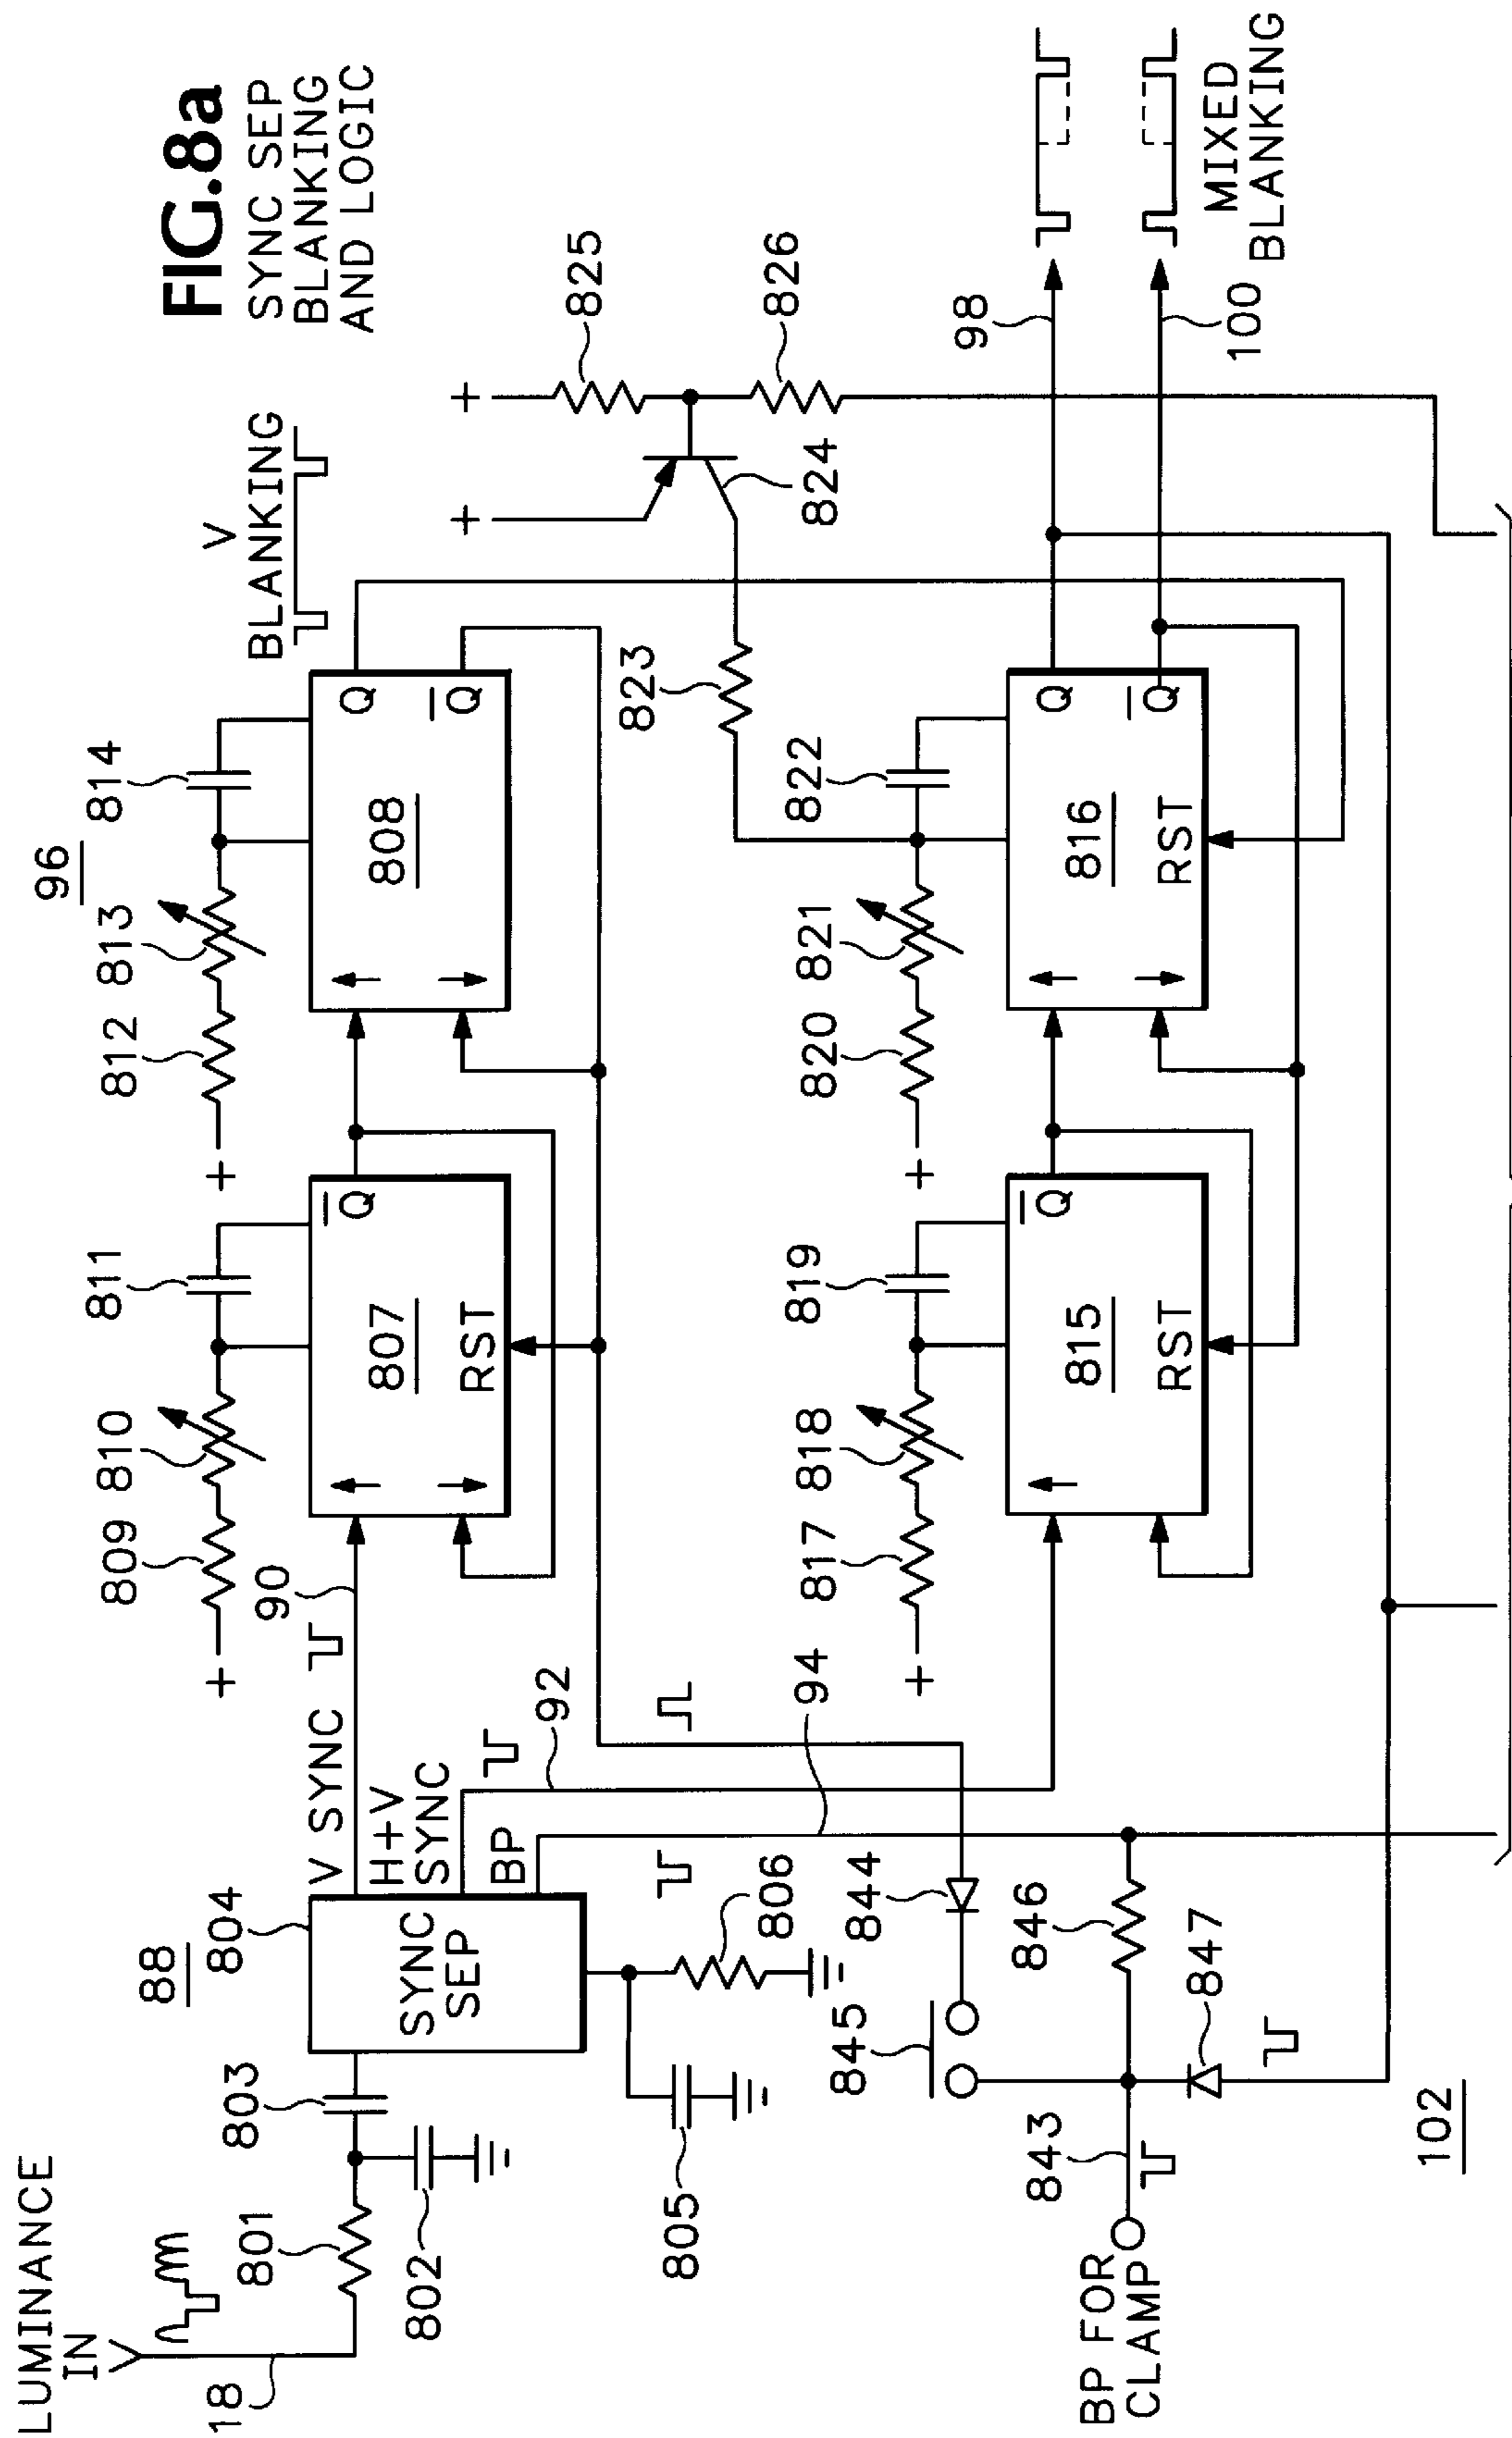 FIG.8a
SYNC SEP
BLANKING
AND LOGIC
LUMINANCE
IN
18
801
802
803
88
804
SYNC
SEP
805
806
V SYNC
H+V
SYNC
BP
90
92
94
96
809
810
811
807
Q
RST
812
813
814
808
Q
Q
V
BLANKING
817
818
819
815
Q
RST
820
821
822
816
Q
Q
RST
823
824
825
826
+
+
+
+
+
+
98
100
MIXED
BLANKING
BP FOR
CLAMP
843
844
845
846
847
102